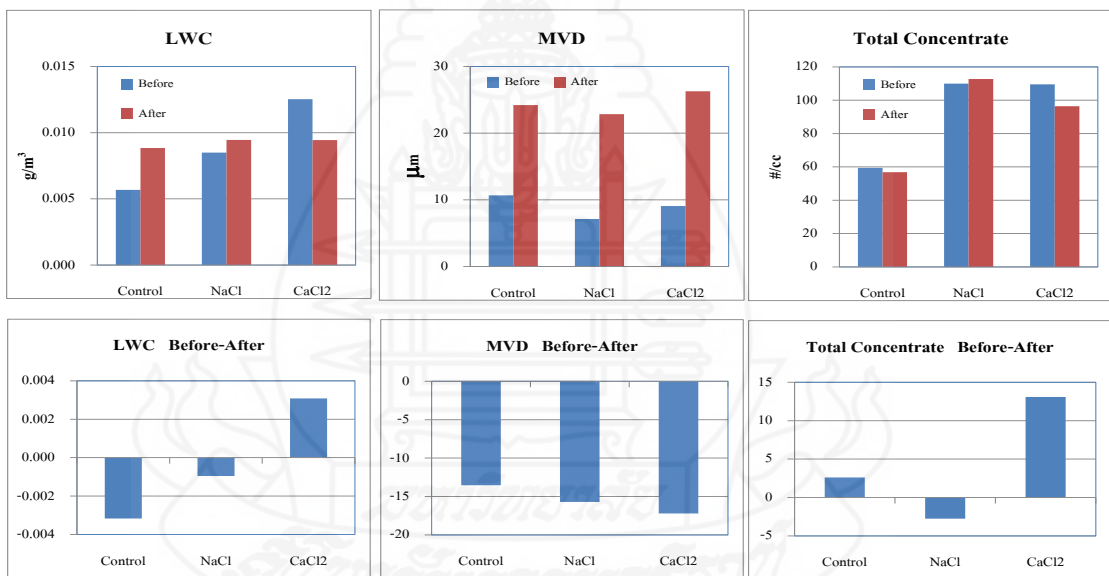 LWC
0.015
0.010
0.005
0.000
g/m³
Before
After
Control NaCl CaCl2
MVD
30
20
10
0
µm
Before After
Control NaCl CaCl2
Total Concentrate
120
100
80
60
40
20
0
#/cc
Before
After
Control NaCl CaCl2
LWC Before-After
0.004
0.002
0.000
-0.002
-0.004
Control NaCl CaCl2
MVD Before-After
0
-5
-10
-15
-20
Control NaCl CaCl2
Total Concentrate Before-After
15
10
5
0
-5
Control NaCl CaCl2